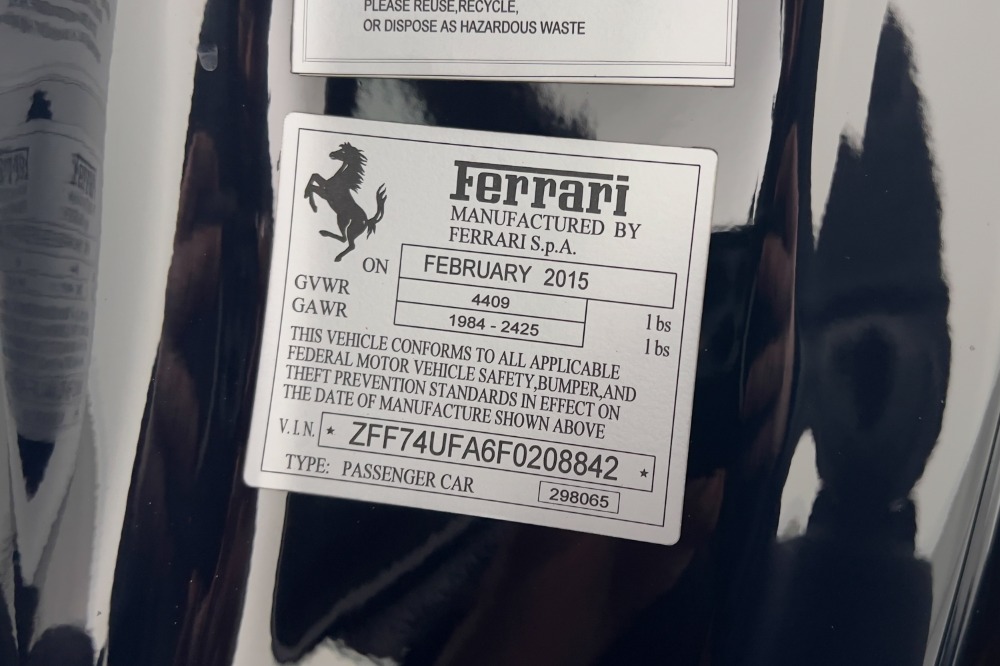 PLEASE REUSE,RECYCLE,
OR DISPOSE AS HAZARDOUS WASTE
Ferrari
MANUFACTURED BY
FERRARI S.p.A.
ON FEBRUARY 2015
GVWR 4409 lbs
GAWR 1984 - 2425 lbs
THIS VEHICLE CONFORMS TO ALL APPLICABLE
FEDERAL MOTOR VEHICLE SAFETY,BUMPER,AND
THEFT PREVENTION STANDARDS IN EFFECT ON
THE DATE OF MANUFACTURE SHOWN ABOVE
V.I.N. ★ ZFF74UFA6F0208842 ★
TYPE: PASSENGER CAR 298065